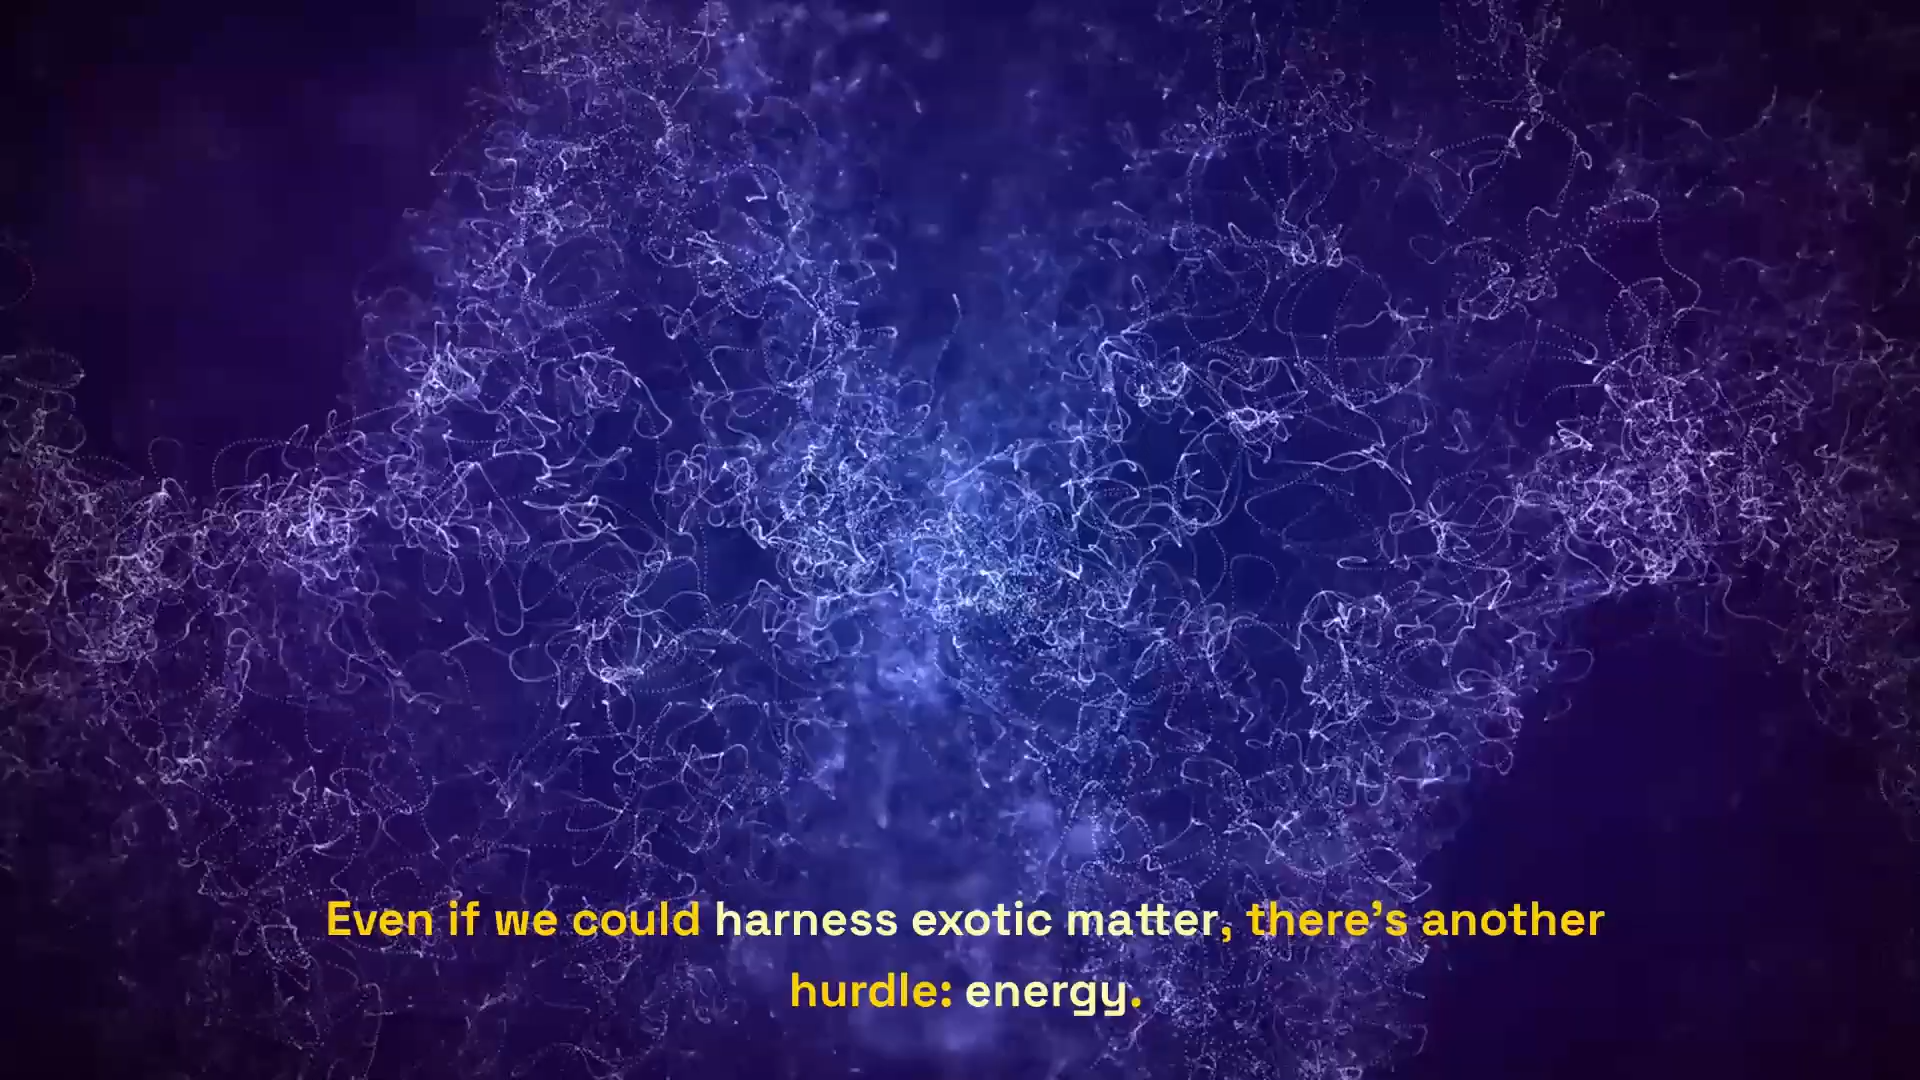 Even if we could harness exotic matter, there's another
hurdle: energy.